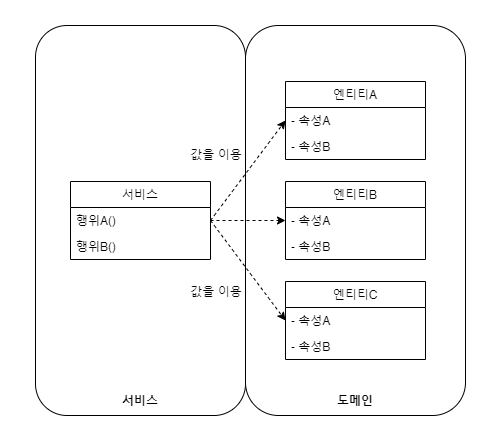 엔티티A
- 속성A
- 속성B
값을 이용
서비스
행위A()
행위B()
엔티티B
- 속성A
- 속성B
값을 이용
엔티티C
- 속성A
- 속성B
서비스
도메인